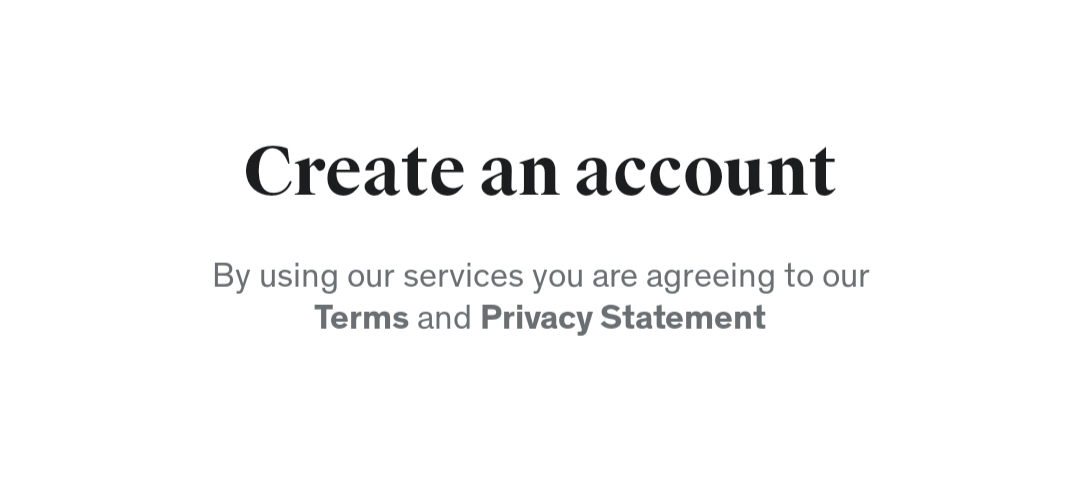 Create an account
By using our services you are agreeing to our
Terms and Privacy Statement